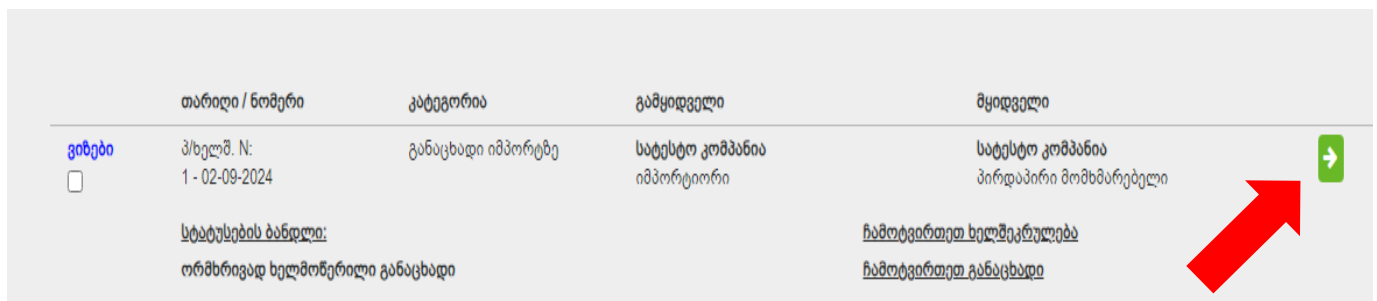 თარიღი / ნომერი კატეგორია გამყიდველი მყიდველი
ვიზები პ/ხელშ. N: განაცხადი იმპორტზე სატესტო კომპანია სატესტო კომპანია
1 - 02-09-2024 იმპორტიორი პირდაპირი მომხმარებელი
სტატუსების ბანდლი: ჩამოტვირთეთ ხელშეკრულება
ორმხრივად ხელმოწერილი განაცხადი ჩამოტვირთეთ განაცხადი